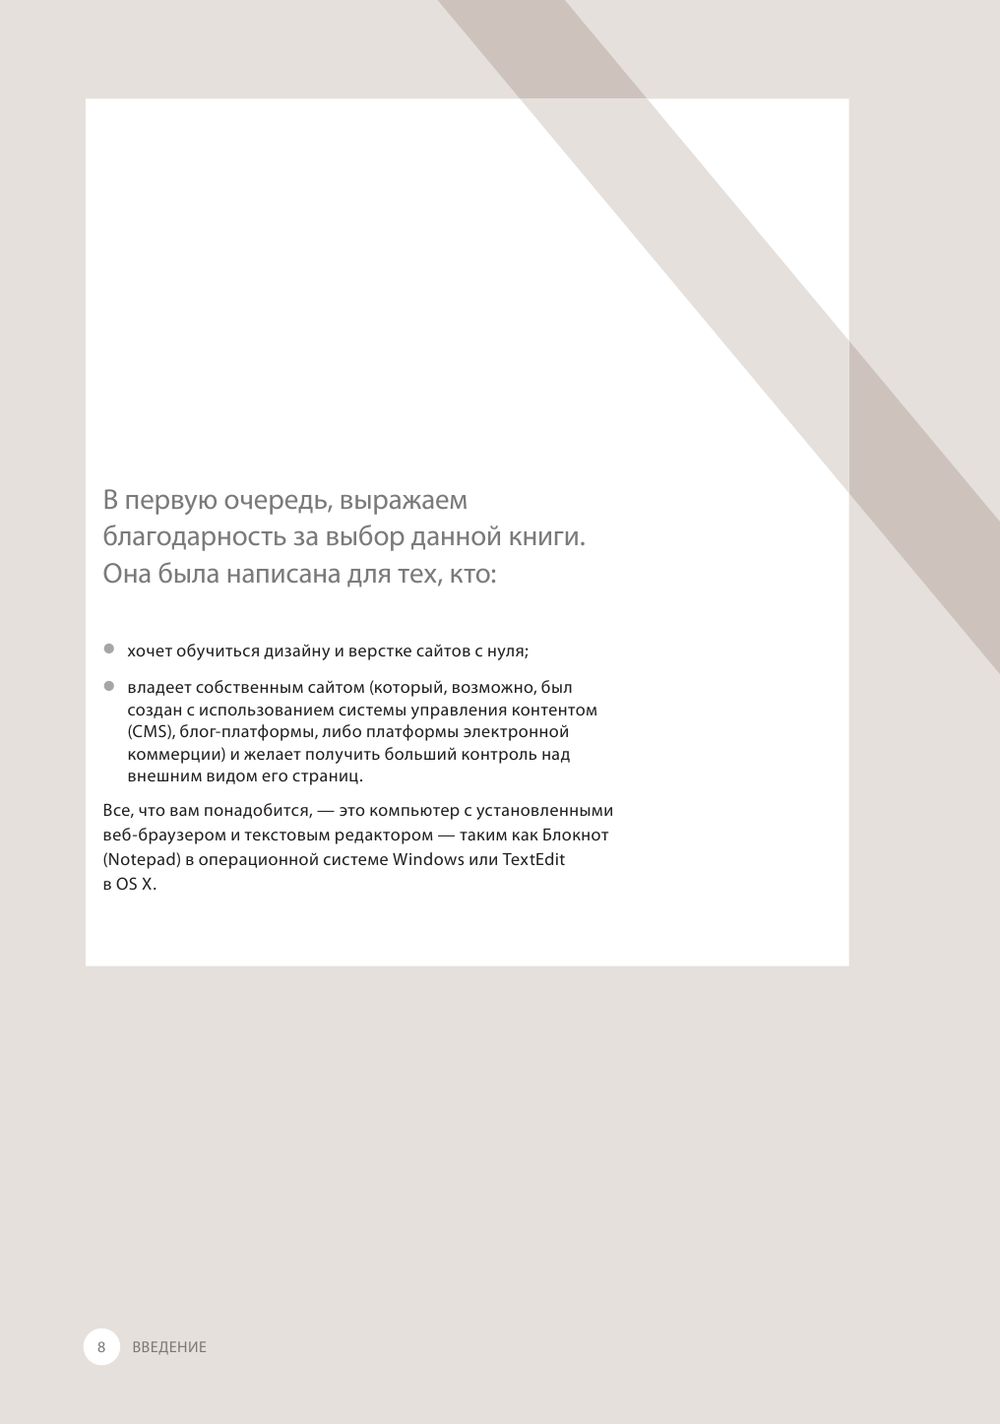 В первую очередь, выражаем
благодарность за выбор данной книги.
Она была написана для тех, кто:
● хочет обучиться дизайну и верстке сайтов с нуля;
● владеет собственным сайтом (который, возможно, был
создан с использованием системы управления контентом
(CMS), блог-платформы, либо платформы электронной
коммерции) и желает получить больший контроль над
внешним видом его страниц.
Все, что вам понадобится, — это компьютер с установленными
веб-браузером и текстовым редактором — таким как Блокнот
(Notepad) в операционной системе Windows или TextEdit
в OS X.
8 ВВЕДЕНИЕ